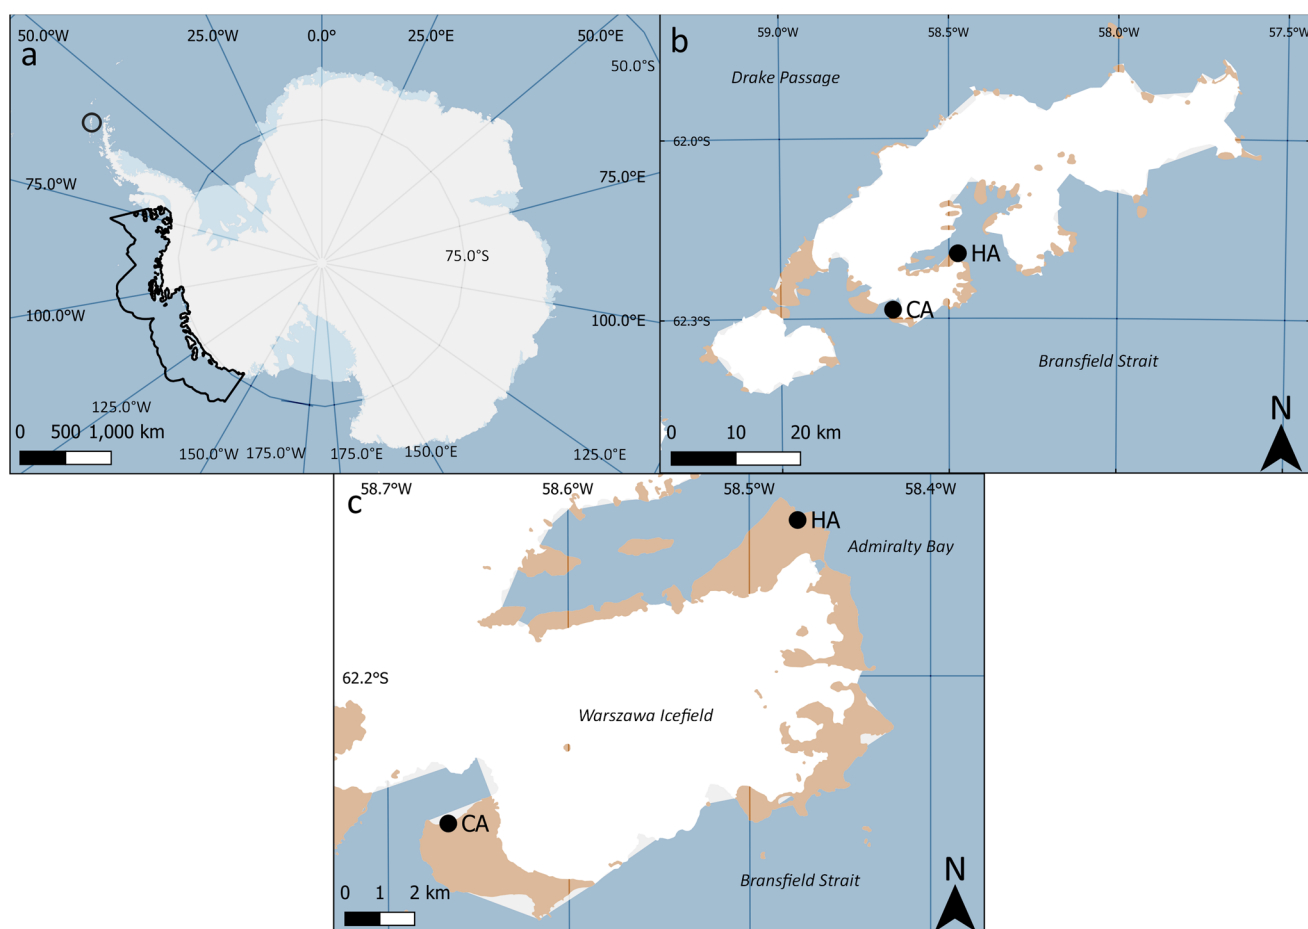 a
50.0°W
25.0°W
0.0°
25.0°E
50.0°E
50.0°S
75.0°W
75.0°E
75.0°S
100.0°W
100.0°E
125.0°W
150.0°W
175.0°W
175.0°E
150.0°E
125.0°E
0 500 1,000 km
b
59.0°W
58.5°W
58.0°W
57.5°W
Drake Passage
62.0°S
HA
CA
62.3°S
Bransfield Strait
0 10 20 km
N
c
58.7°W
58.6°W
58.5°W
58.4°W
HA
Admiralty Bay
62.2°S
Warszawa Icefield
CA
Bransfield Strait
0 1 2 km
N